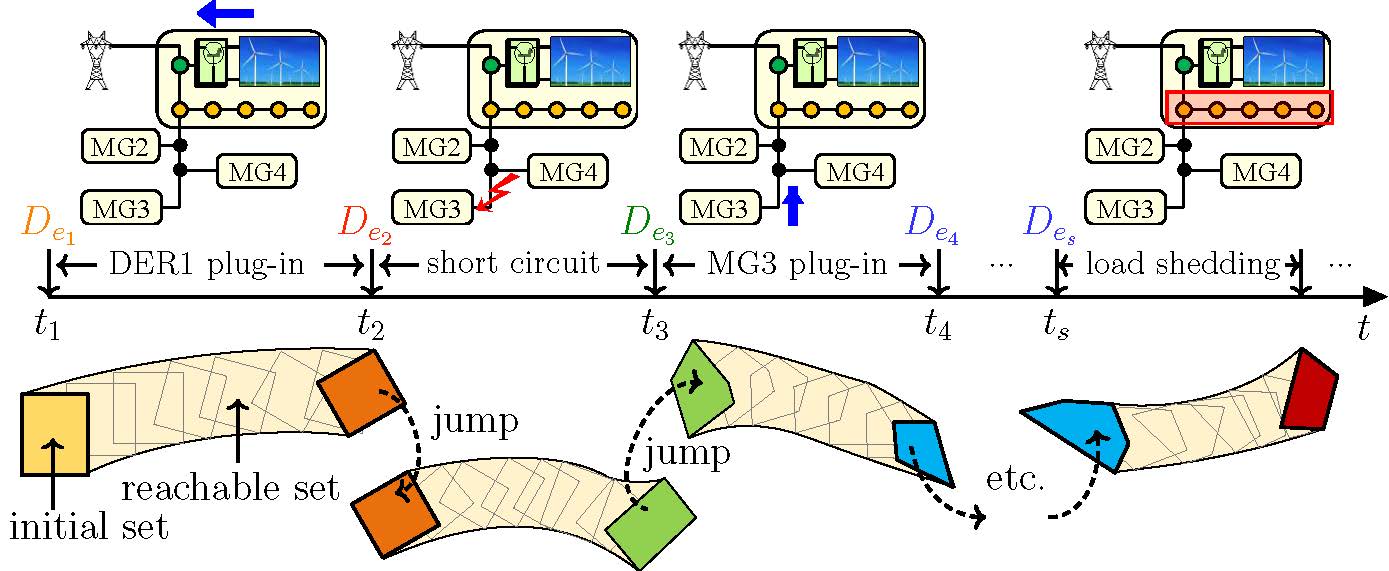 MG2 MG2 MG2 MG2
MG4 MG4 MG4 MG4
MG3 MG3 MG3 MG3
D_{e_1} D_{e_2} D_{e_3} D_{e_4} D_{e_s}
DER1 plug-in short circuit MG3 plug-in ... load shedding ...
t_1 t_2 t_3 t_4 t_s t
jump
jump
reachable set
etc.
initial set